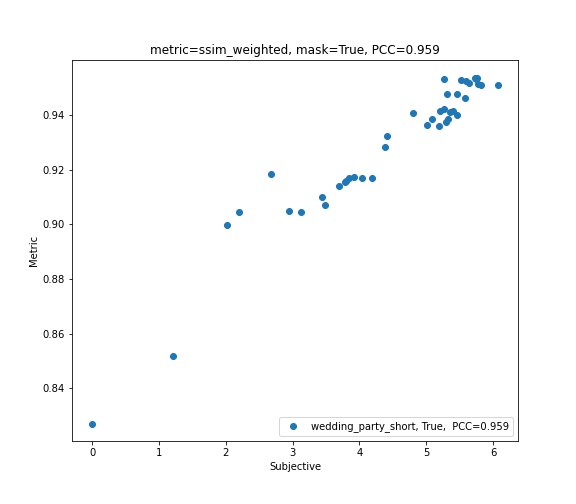 metric=ssim_weighted, mask=True, PCC=0.959
Metric
0.94
0.92
0.90
0.88
0.86
0.84
wedding_party_short, True,  PCC=0.959
0 1 2 3 4 5 6
Subjective